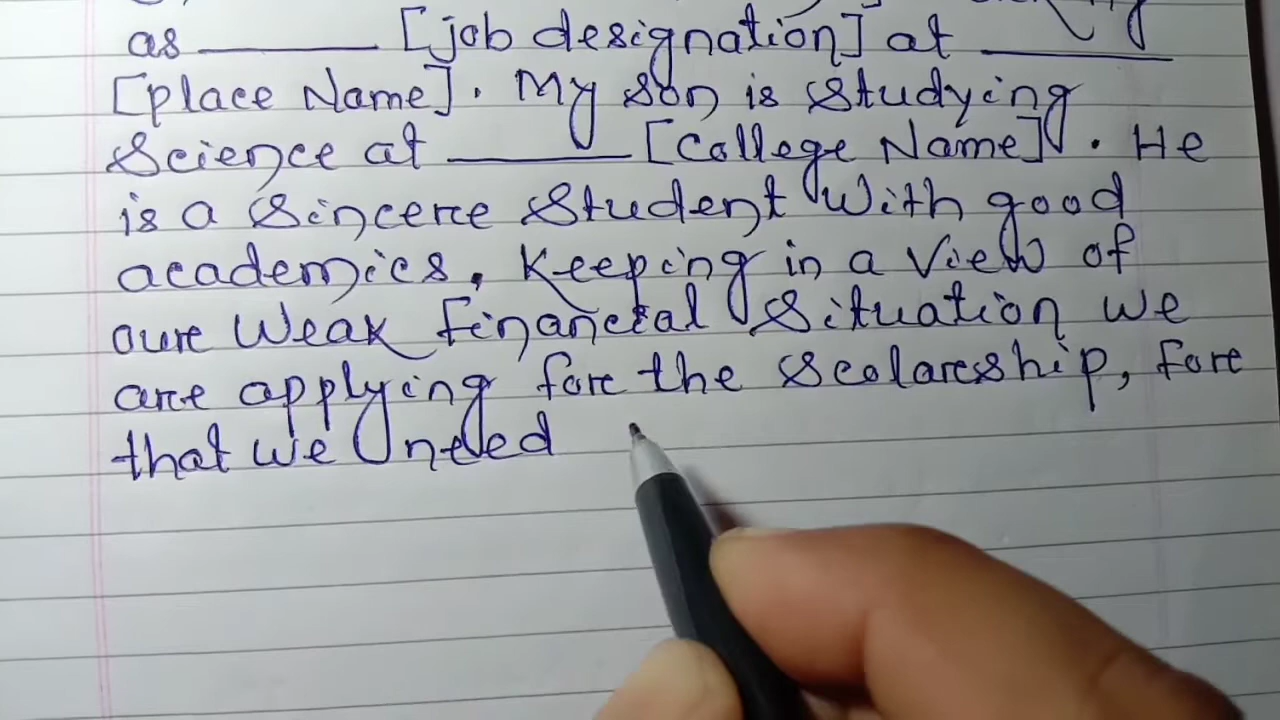 as ______ [job designation] at ______
[place Name]. My son is studying
Science at ______ [College Name]. He
is a Sincere Student With good
academics. Keeping in a View of
our Weak Financial Situation We
are applying for the Scolarship, For
that We need